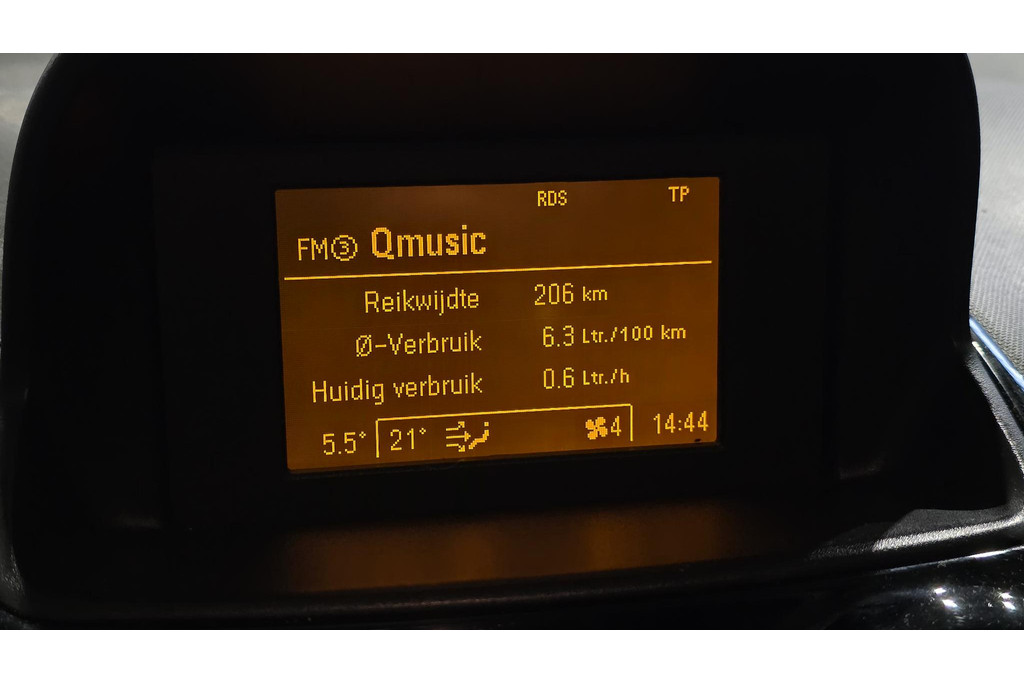 RDS TP
FM③ Qmusic
Reikwijdte 206 km
Ø-Verbruik 6.3 Ltr./100 km
Huidig verbruik 0.6 Ltr./h
5.5° 21° 4 14:44